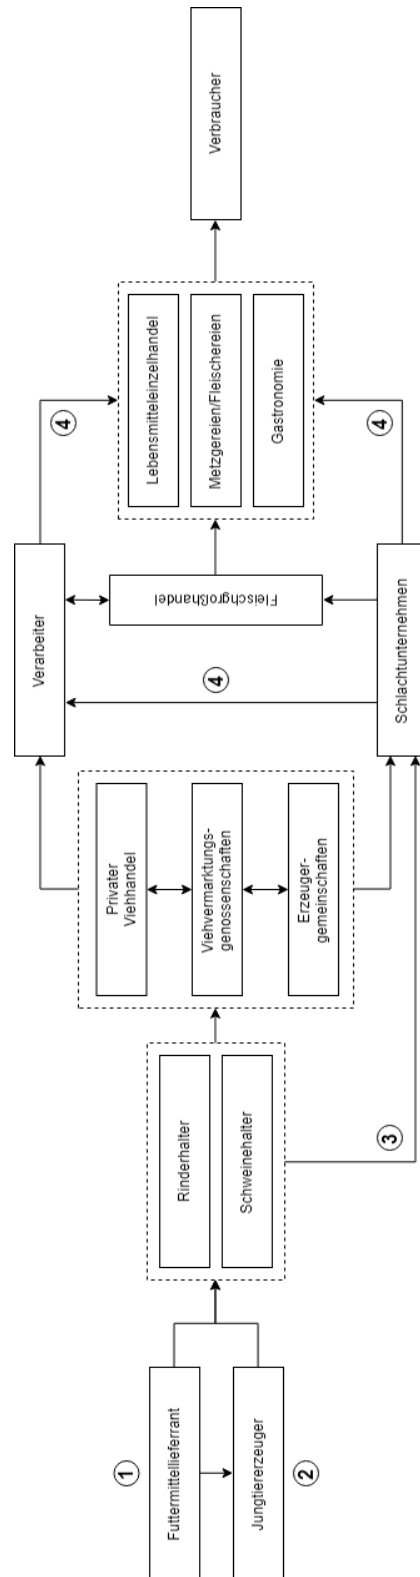 1
Futtermittellieferrant
Jungtiererzeuger
2
Rinderhalter
Schweinehalter
3
Privater
Viehhandel
Viehvermarktungs-
genossenschaften
Erzeuger-
gemeinschaften
Verarbeiter
4
Schlachtunternehmen
Fleischgroßhandel
4
4
Lebensmitteleinzelhandel
Metzgereien/Fleischereien
Gastronomie
Verbraucher